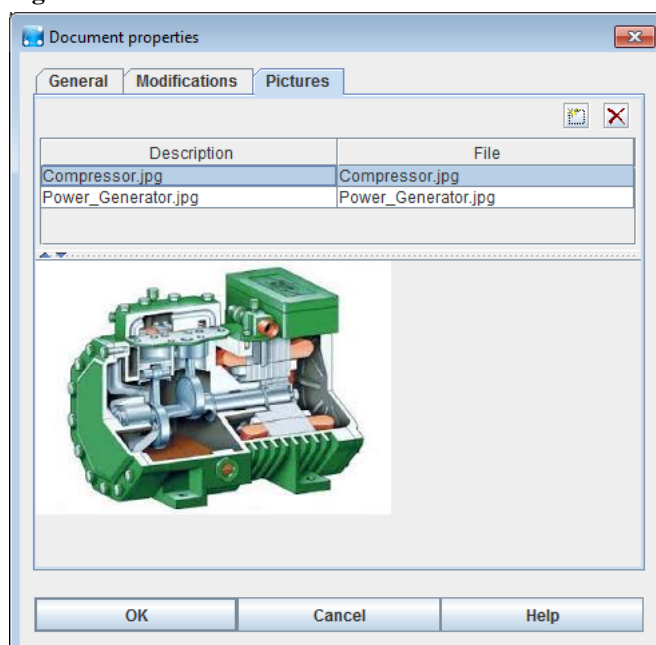 Document properties
General Modifications Pictures
Description File
Compressor.jpg Compressor.jpg
Power_Generator.jpg Power_Generator.jpg
OK Cancel Help